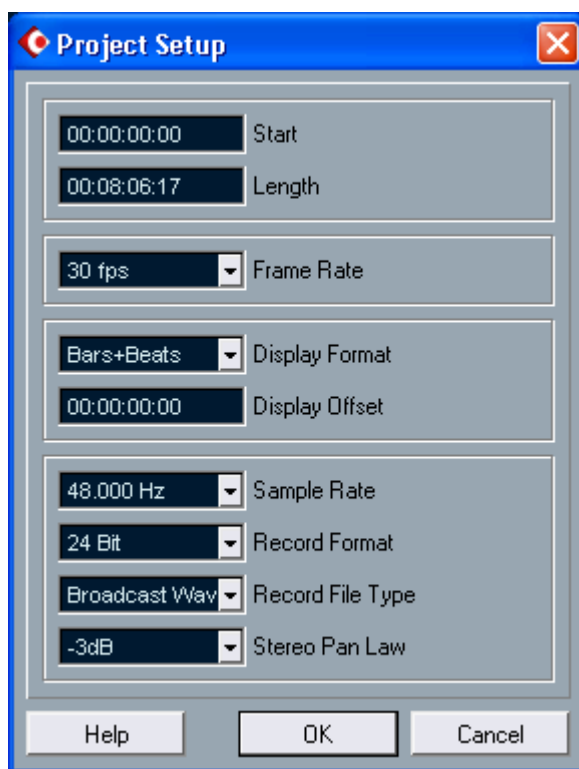 Project Setup
00:00:00:00 Start
00:08:06:17 Length
30 fps Frame Rate
Bars+Beats Display Format
00:00:00:00 Display Offset
48.000 Hz Sample Rate
24 Bit Record Format
Broadcast Wav Record File Type
-3dB Stereo Pan Law
Help OK Cancel